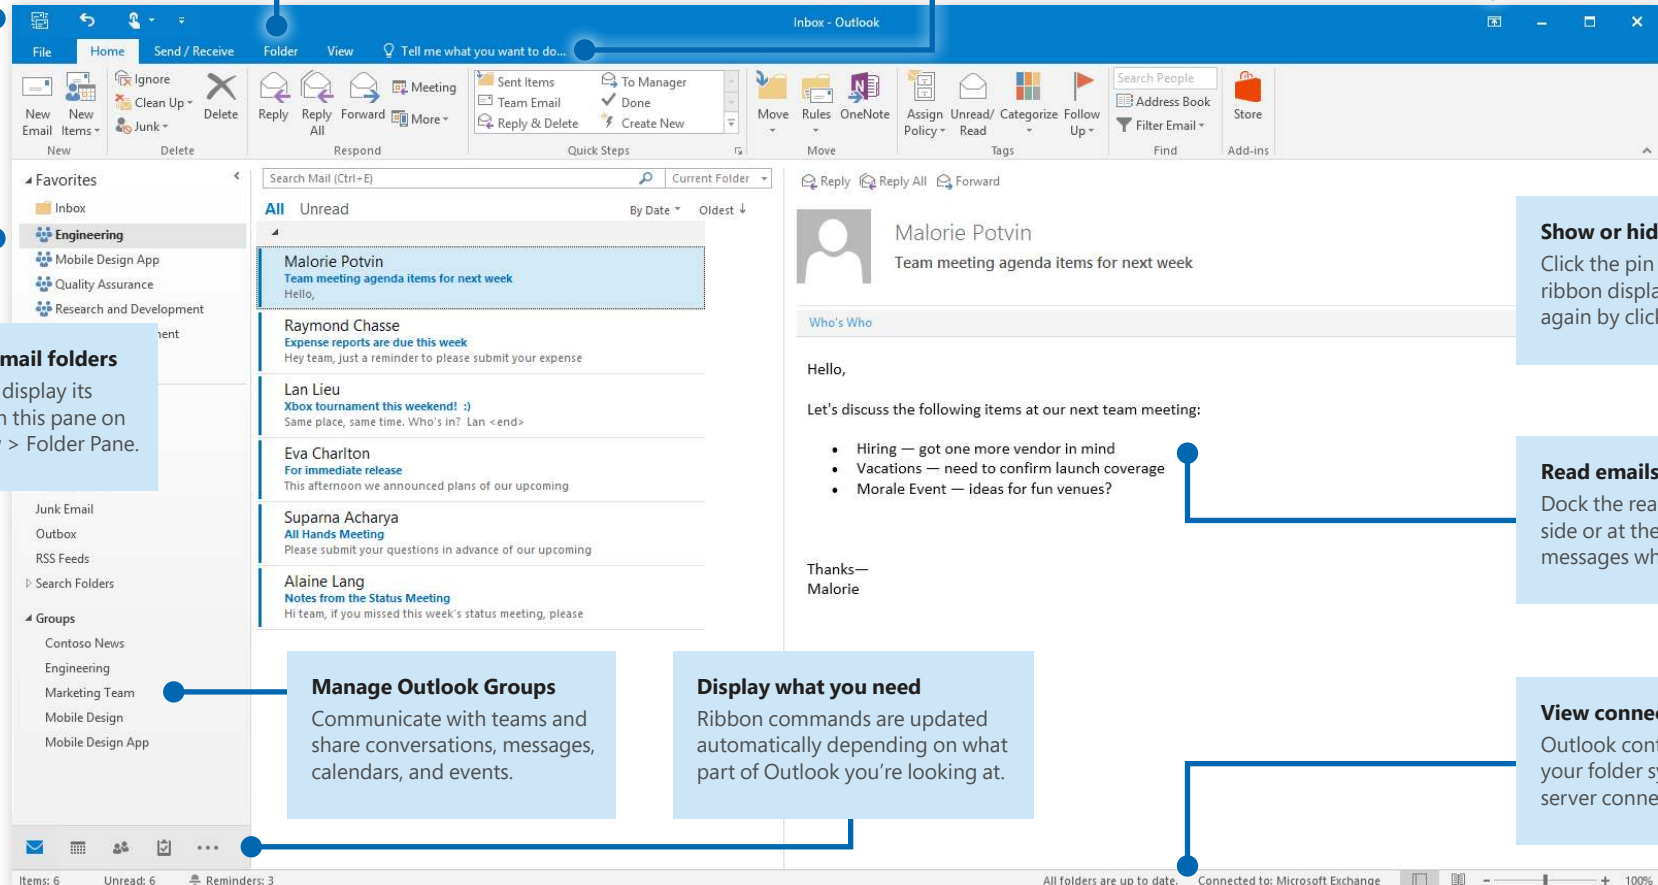 Inbox - Outlook
File Home Send / Receive Folder View Tell me what you want to do...
New Email
New Items
Ignore
Clean Up
Junk
Delete
Reply
Reply All
Forward
Meeting
More
Sent Items
Team Email
Reply & Delete
To Manager
Done
Create New
Move
Rules
OneNote
Assign Policy
Unread/ Read
Categorize
Follow Up
Search People
Address Book
Filter Email
Store
New Delete Respond Quick Steps Move Tags Find Add-ins
Favorites
Inbox
Engineering
Mobile Design App
Quality Assurance
Research and Development
mail folders
display its
this pane on
> Folder Pane.
Junk Email
Outbox
RSS Feeds
Search Folders
Groups
Contoso News
Engineering
Marketing Team
Mobile Design
Mobile Design App
Search Mail (Ctrl+E) Current Folder
All Unread By Date Oldest ↓
Malorie Potvin
Team meeting agenda items for next week
Hello,
Raymond Chasse
Expense reports are due this week
Hey team, just a reminder to please submit your expense
Lan Lieu
Xbox tournament this weekend! :)
Same place, same time. Who's in? Lan <end>
Eva Charlton
For immediate release
This afternoon we announced plans of our upcoming
Suparna Acharya
All Hands Meeting
Please submit your questions in advance of our upcoming
Alaine Lang
Notes from the Status Meeting
Hi team, if you missed this week's status meeting, please
Reply Reply All Forward
Malorie Potvin
Team meeting agenda items for next week
Who's Who
Hello,
Let's discuss the following items at our next team meeting:
• Hiring — got one more vendor in mind
• Vacations — need to confirm launch coverage
• Morale Event — ideas for fun venues?
Thanks—
Malorie
Show or hid
Click the pin
ribbon displa
again by clic
Read emails
Dock the rea
side or at the
messages wh
Manage Outlook Groups
Communicate with teams and
share conversations, messages,
calendars, and events.
Display what you need
Ribbon commands are updated
automatically depending on what
part of Outlook you’re looking at.
View connec
Outlook cont
your folder sy
server conne
Items: 6 Unread: 6 Reminders: 3 All folders are up to date. Connected to: Microsoft Exchange 100%